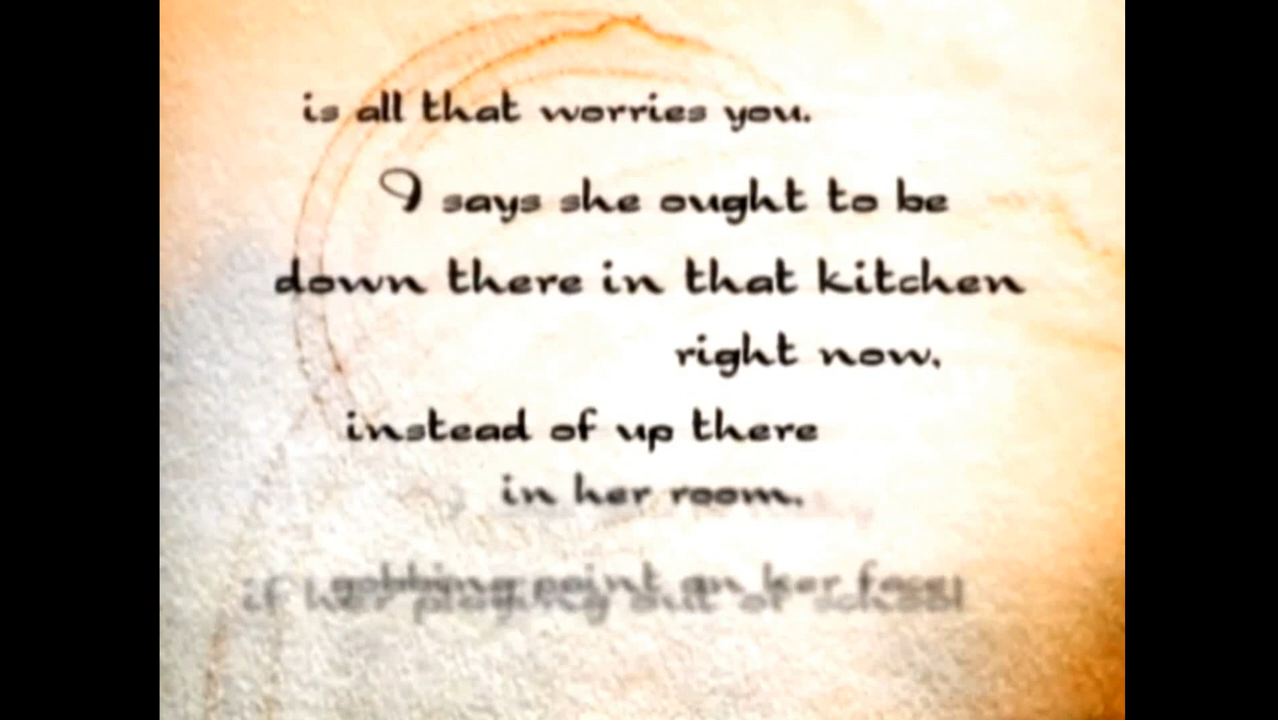 is all that worries you.
I says she ought to be
down there in that kitchen
right now,
instead of up there
in her room,